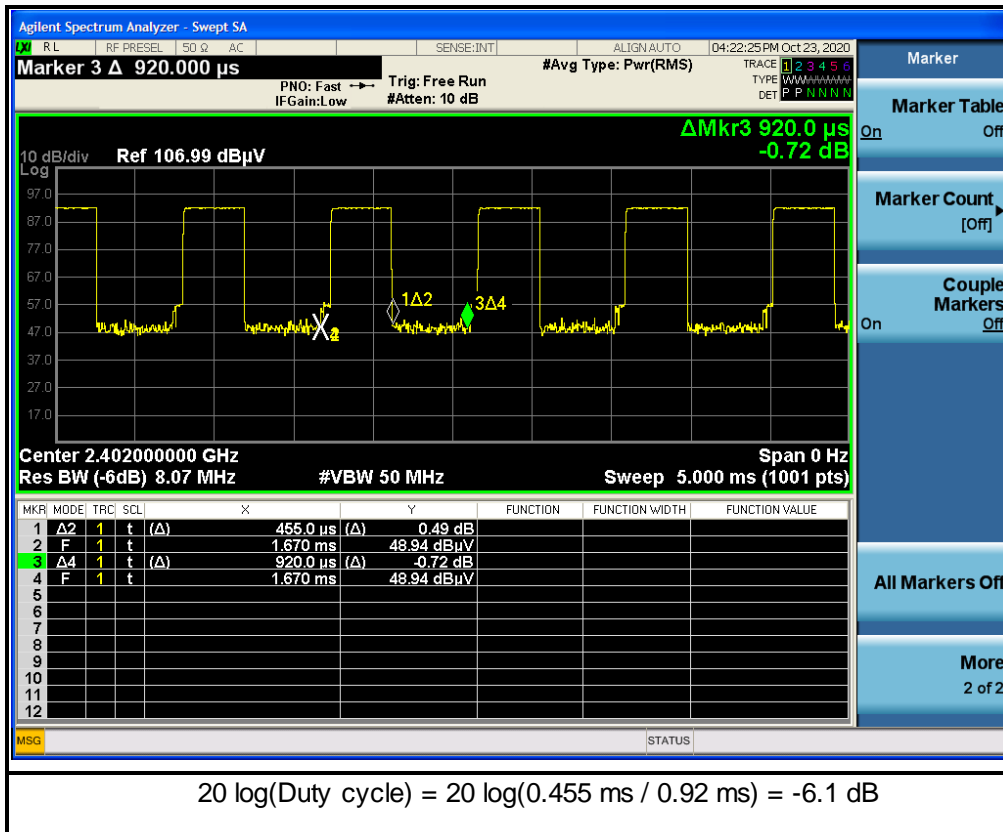 Agilent Spectrum Analyzer - Swept SA
LXI RL RF PRESEL 50 Ω AC SENSE:INT ALIGN AUTO 04:22:25 PM Oct 23, 2020
Marker 3 Δ 920.000 µs
PNO: Fast
IFGain:Low
Trig: Free Run
#Atten: 10 dB
#Avg Type: Pwr(RMS)
TRACE 1 2 3 4 5 6
TYPE
DET P P N N N N
ΔMkr3 920.0 µs
-0.72 dB
10 dB/div Ref 106.99 dBµV
Log
97.0
87.0
77.0
67.0
57.0
47.0
37.0
27.0
17.0
1Δ2
3Δ4
Center 2.402000000 GHz Span 0 Hz
Res BW (-6dB) 8.07 MHz #VBW 50 MHz Sweep 5.000 ms (1001 pts)
MKR MODE TRC SCL X Y FUNCTION FUNCTION WIDTH FUNCTION VALUE
1 Δ2 1 t (Δ) 455.0 µs (Δ) 0.49 dB
2 F 1 t 1.670 ms 48.94 dBµV
3 Δ4 1 t (Δ) 920.0 µs (Δ) -0.72 dB
4 F 1 t 1.670 ms 48.94 dBµV
5
6
7
8
9
10
11
12
MSG STATUS
Marker
Marker Table
On Off
Marker Count
[Off]
Couple
Markers
On Off
All Markers Off
More
2 of 2
20 log(Duty cycle) = 20 log(0.455 ms / 0.92 ms) = -6.1 dB